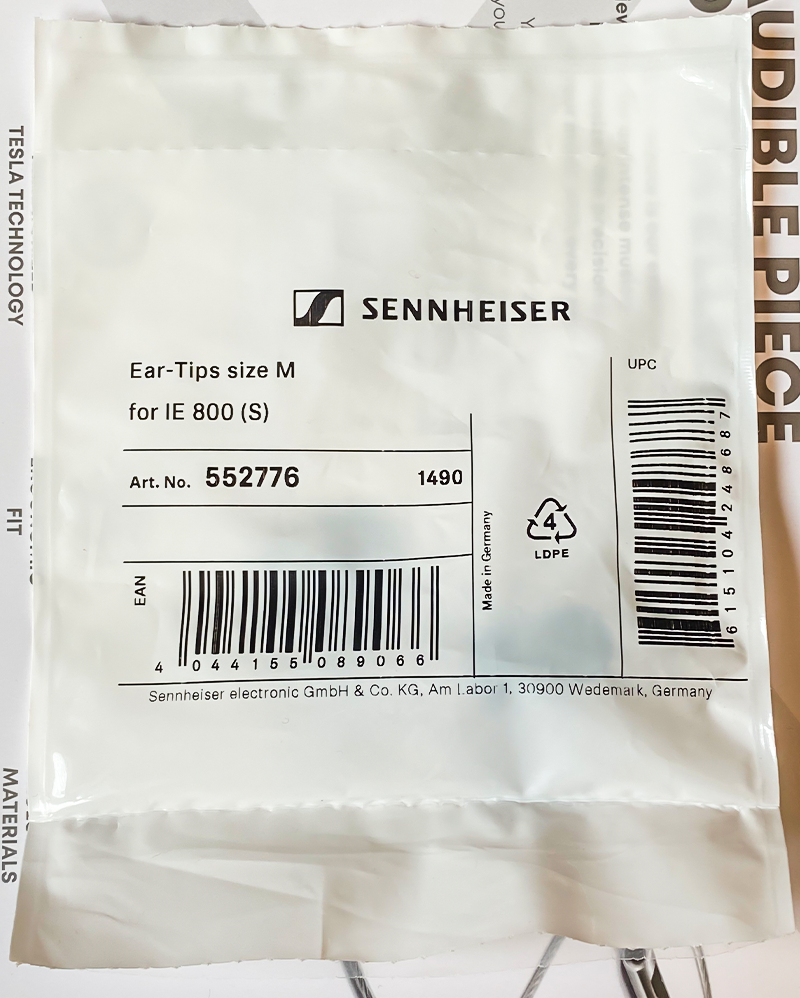 SENNHEISER
Ear-Tips size M
for IE 800 (S)
Art. No. 552776 1490
EAN
4 044155 089066
Made in Germany
4
LDPE
UPC
6 15104 24868 7
Sennheiser electronic GmbH & Co. KG, Am Labor 1, 30900 Wedemark, Germany
TESLA TECHNOLOGY
FIT
MATERIALS
AUDIBLE PIECE